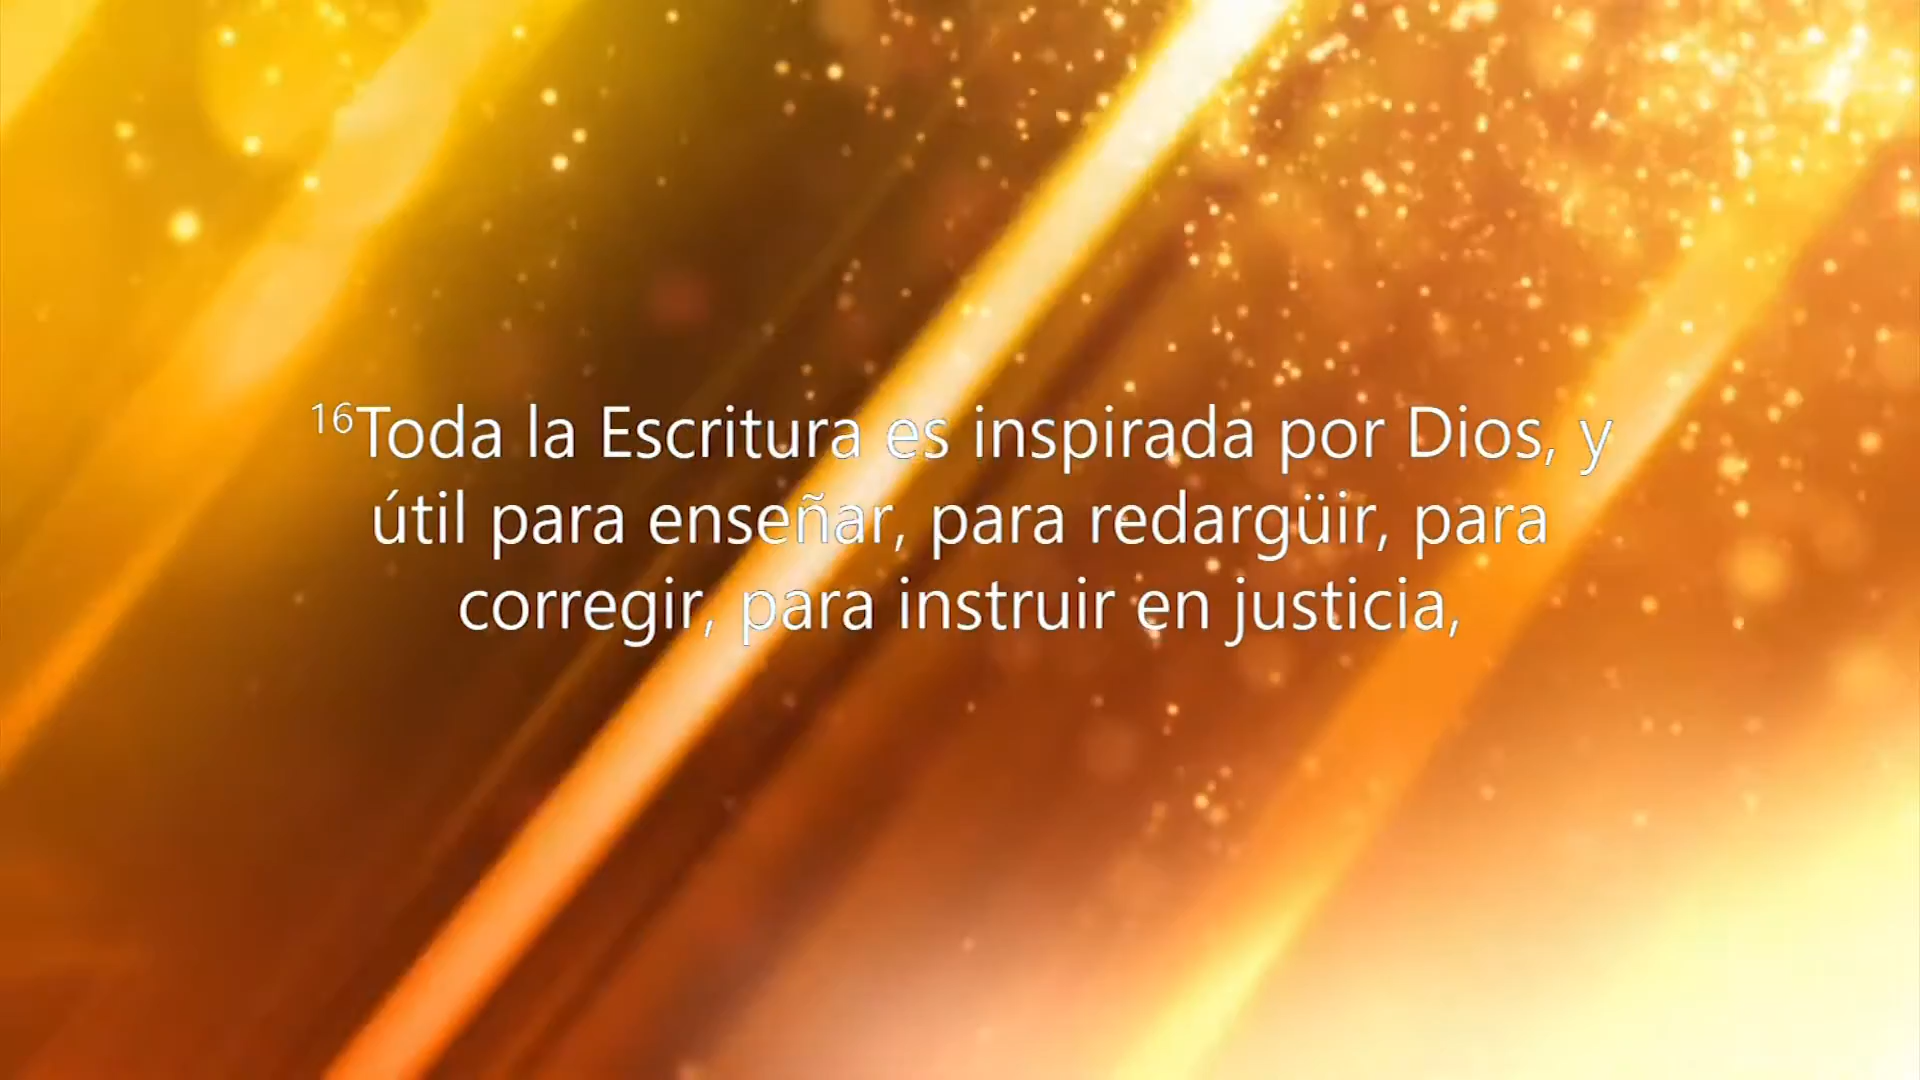 16Toda la Escritura es inspirada por Dios, y
útil para enseñar, para redargüir, para
corregir, para instruir en justicia,